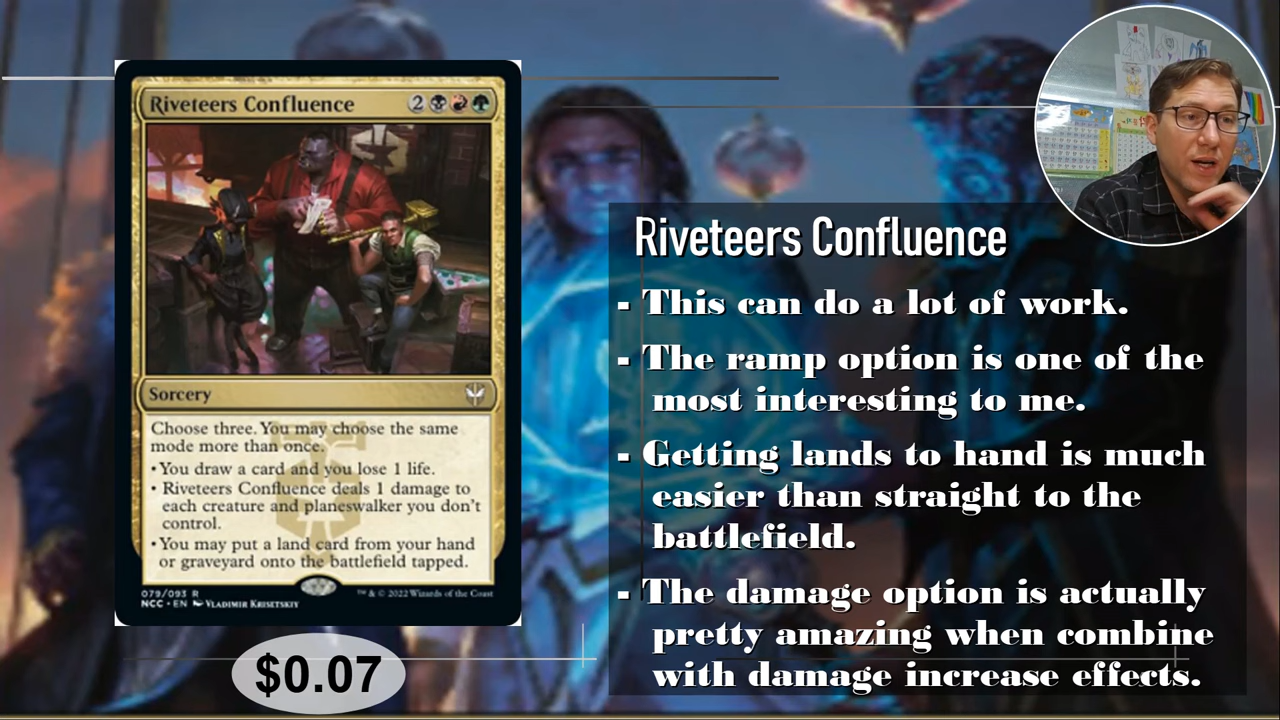 Riveteers Confluence
2
Sorcery
Choose three. You may choose the same
mode more than once.
• You draw a card and you lose 1 life.
• Riveteers Confluence deals 1 damage to
each creature and planeswalker you don't
control.
• You may put a land card from your hand
or graveyard onto the battlefield tapped.
079/093 R
NCC • EN VLADIMIR KRISETSKIY
™ & © 2022 Wizards of the Coast
$0.07
Riveteers Confluence
- This can do a lot of work.
- The ramp option is one of the
most interesting to me.
- Getting lands to hand is much
easier than straight to the
battlefield.
- The damage option is actually
pretty amazing when combine
with damage increase effects.